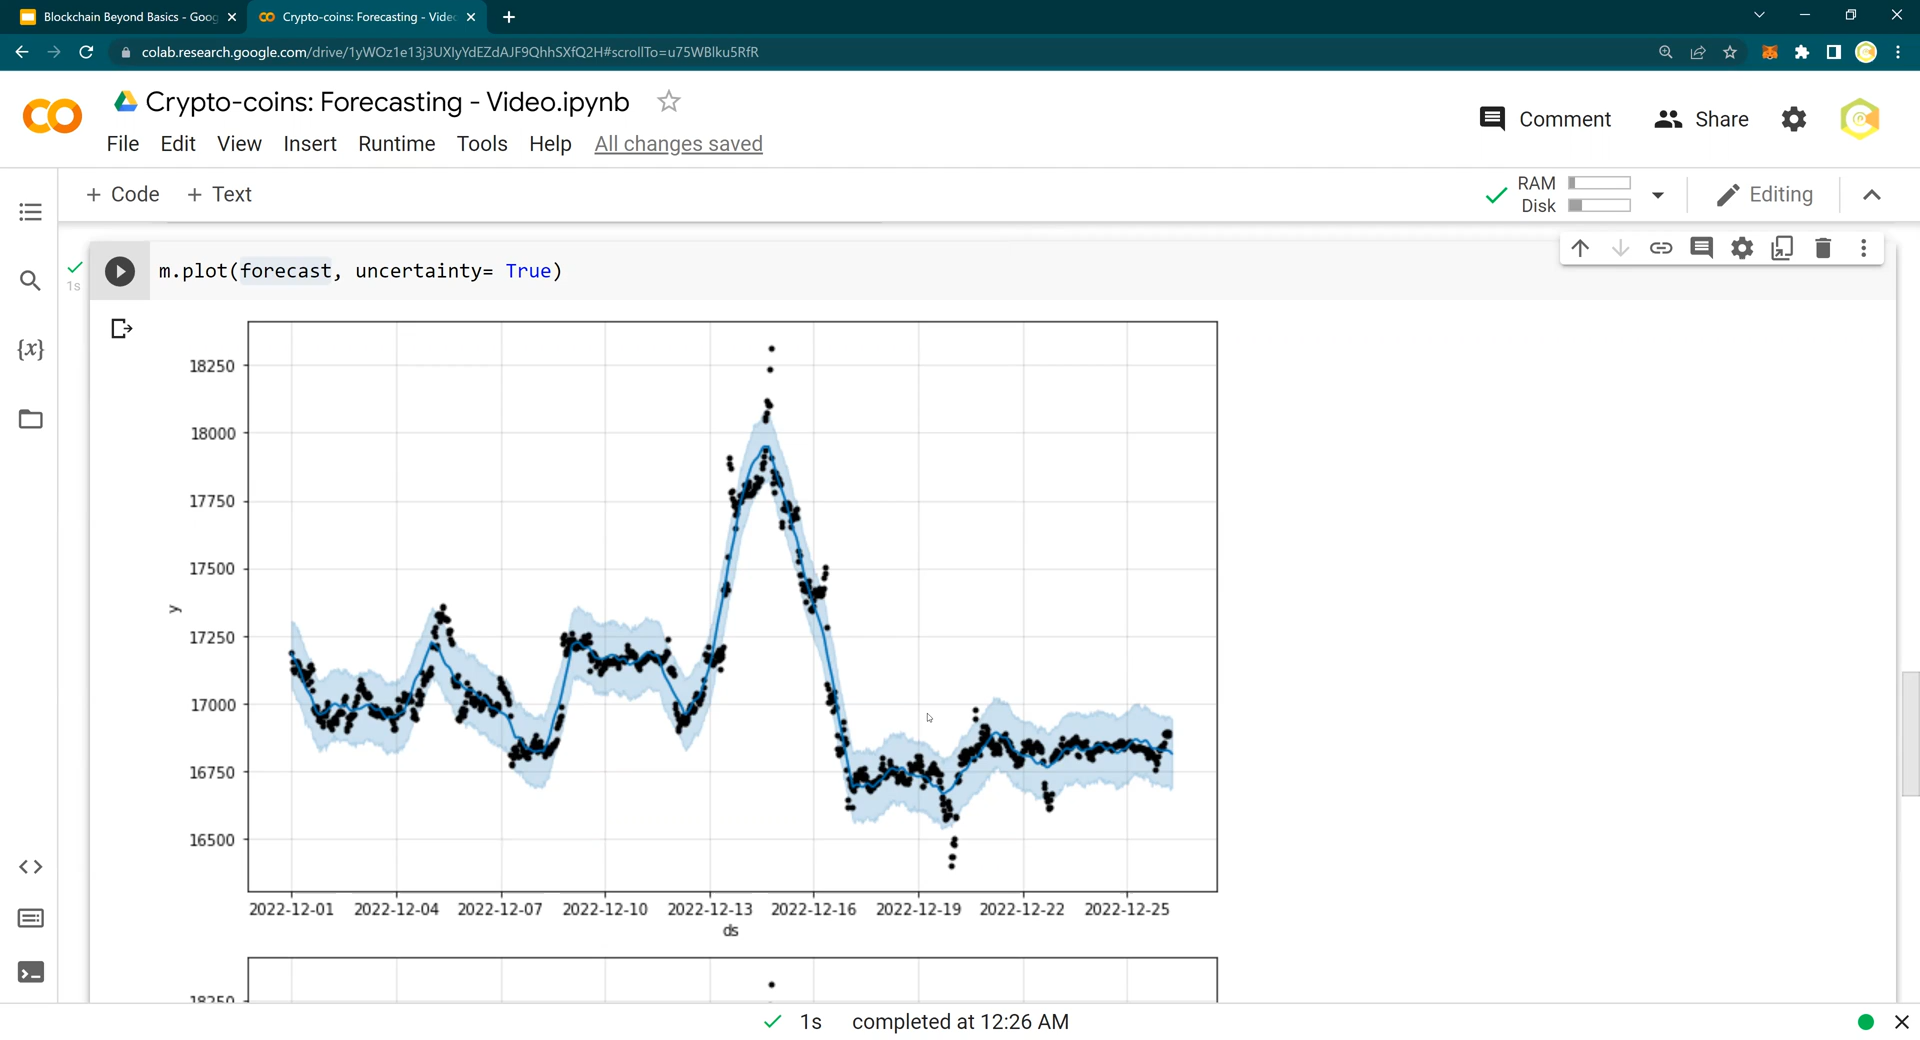 Blockchain Beyond Basics - Goog
Crypto-coins: Forecasting - Video
colab.research.google.com/drive/1yWOz1e13j3UXIyYdEZdAJF9QhhSXfQ2H#scrollTo=u75WBlku5RfR
Crypto-coins: Forecasting - Video.ipynb
Comment
Share
File Edit View Insert Runtime Tools Help All changes saved
+ Code + Text
RAM
Disk
Editing
1s
m.plot(forecast, uncertainty= True)
{x}
18250
18000
17750
17500
17250
17000
16750
16500
y
2022-12-01 2022-12-04 2022-12-07 2022-12-10 2022-12-13 2022-12-16 2022-12-19 2022-12-22 2022-12-25
ds
18250
1s completed at 12:26 AM